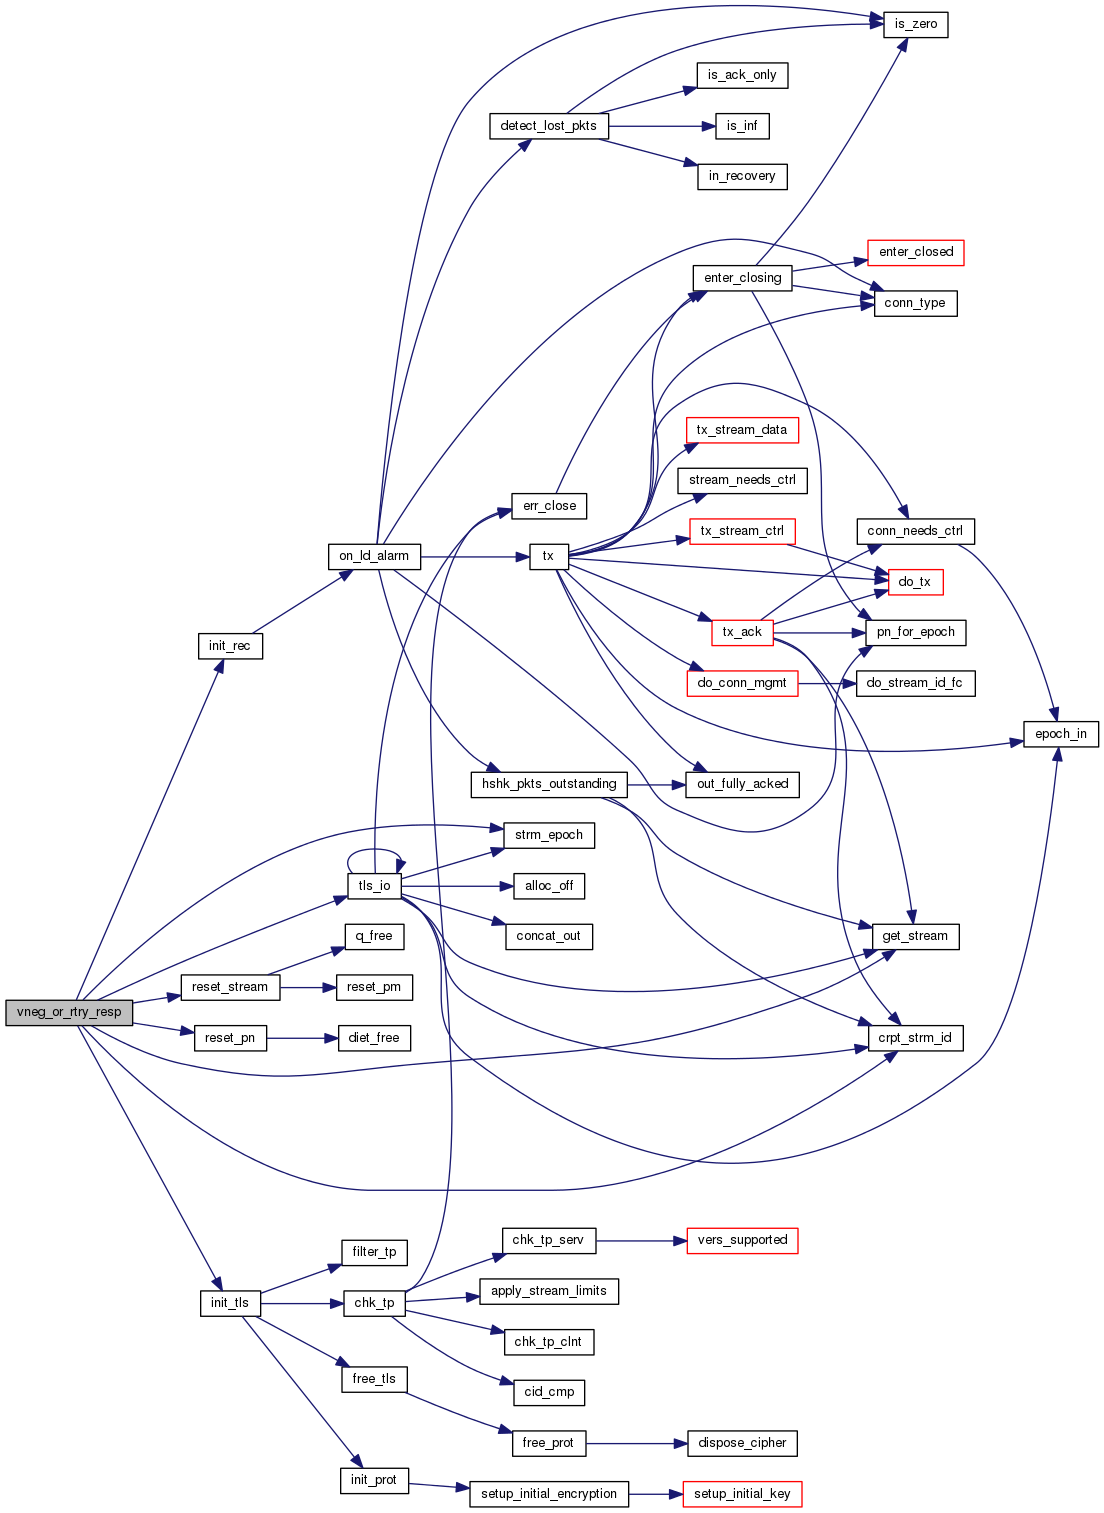 is_zero
is_ack_only
detect_lost_pkts
is_inf
in_recovery
enter_closed
enter_closing
conn_type
tx_stream_data
stream_needs_ctrl
err_close
tx_stream_ctrl
conn_needs_ctrl
on_ld_alarm
tx
do_tx
init_rec
tx_ack
pn_for_epoch
do_conn_mgmt
do_stream_id_fc
epoch_in
hshk_pkts_outstanding
out_fully_acked
strm_epoch
tls_io
alloc_off
q_free
concat_out
get_stream
reset_stream
reset_pm
vneg_or_rtry_resp
reset_pn
diet_free
crpt_strm_id
chk_tp_serv
vers_supported
filter_tp
apply_stream_limits
init_tls
chk_tp
chk_tp_clnt
free_tls
cid_cmp
free_prot
dispose_cipher
init_prot
setup_initial_encryption
setup_initial_key